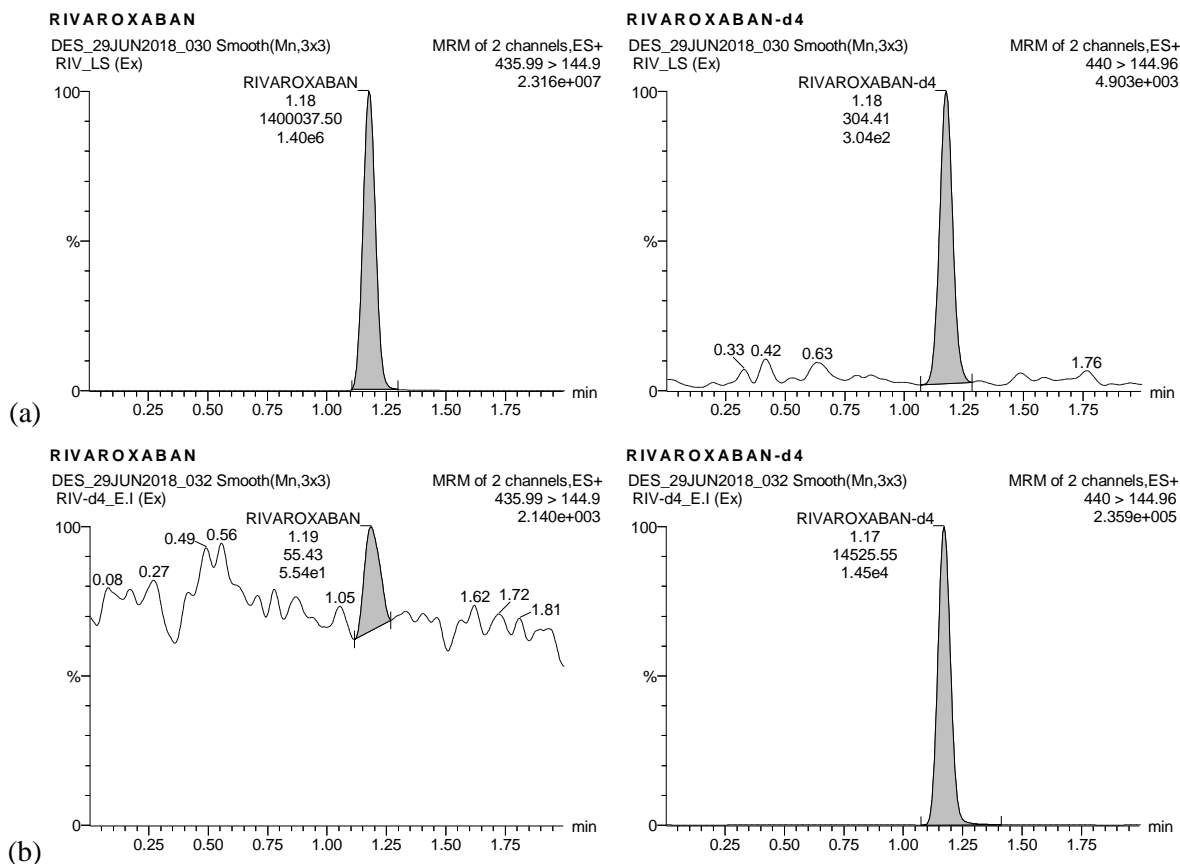 RIVAROXABAN
DES_29JUN2018_030 Smooth(Mn,3x3)
RIV_LS (Ex)
MRM of 2 channels,ES+
435.99 > 144.9
2.316e+007
RIVAROXABAN
1.18
1400037.50
1.40e6
100
%
0
0.25 0.50 0.75 1.00 1.25 1.50 1.75
min
RIVAROXABAN-d4
DES_29JUN2018_030 Smooth(Mn,3x3)
RIV_LS (Ex)
MRM of 2 channels,ES+
440 > 144.96
4.903e+003
RIVAROXABAN-d4
1.18
304.41
3.04e2
100
%
0.33 0.42 0.63 1.76
0
0.25 0.50 0.75 1.00 1.25 1.50 1.75
min
(a)
RIVAROXABAN
DES_29JUN2018_032 Smooth(Mn,3x3)
RIV-d4_E.I (Ex)
MRM of 2 channels,ES+
435.99 > 144.9
2.140e+003
RIVAROXABAN
1.19
55.43
5.54e1
100
0.08 0.27 0.49 0.56 1.05 1.62 1.72 1.81
%
0
0.25 0.50 0.75 1.00 1.25 1.50 1.75
min
RIVAROXABAN-d4
DES_29JUN2018_032 Smooth(Mn,3x3)
RIV-d4_E.I (Ex)
MRM of 2 channels,ES+
440 > 144.96
2.359e+005
RIVAROXABAN-d4
1.17
14525.55
1.45e4
100
%
0
0.25 0.50 0.75 1.00 1.25 1.50 1.75
min
(b)